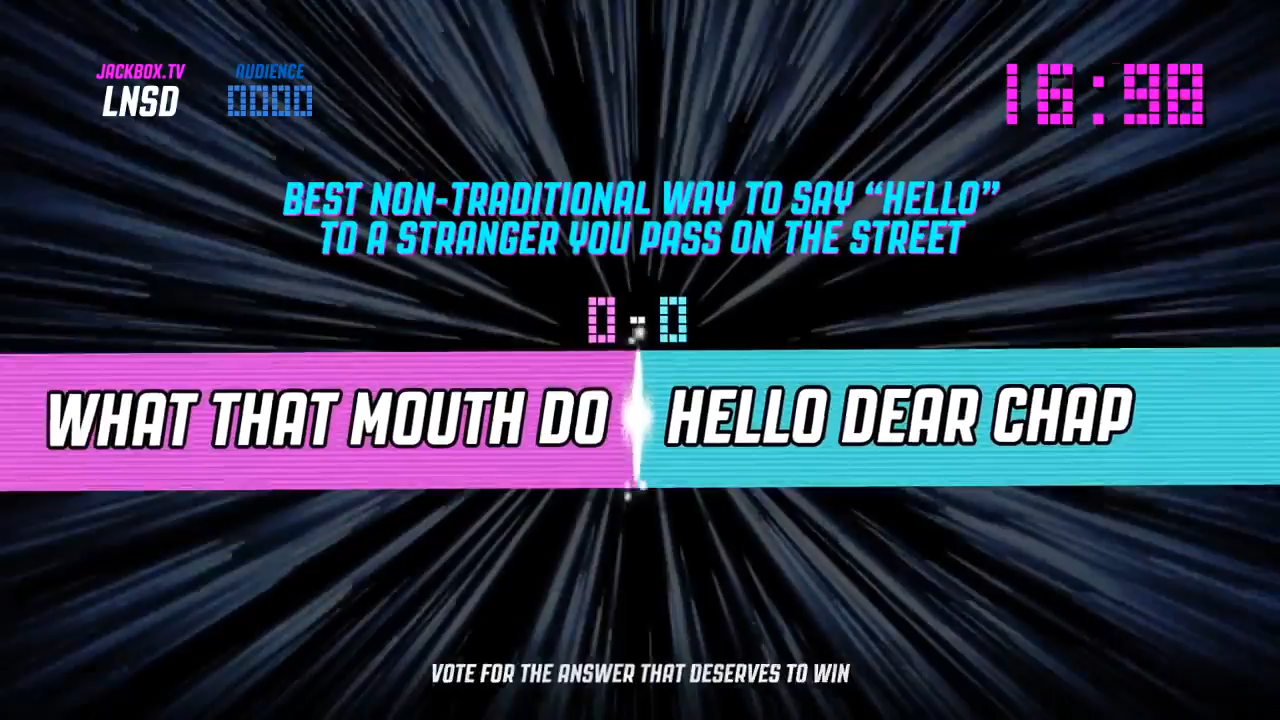 JACKBOX.TV
LNSD
AUDIENCE
0000
16:98
BEST NON-TRADITIONAL WAY TO SAY “HELLO”
TO A STRANGER YOU PASS ON THE STREET
0-0
WHAT THAT MOUTH DO
HELLO DEAR CHAP
VOTE FOR THE ANSWER THAT DESERVES TO WIN